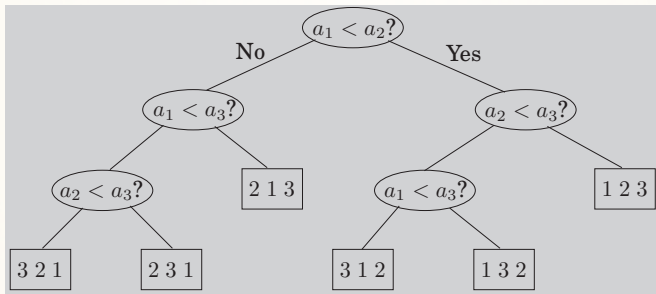 a₁ < a₂?
No
Yes
a₁ < a₃?
a₂ < a₃?
a₂ < a₃?
2 1 3
a₁ < a₃?
1 2 3
3 2 1
2 3 1
3 1 2
1 3 2